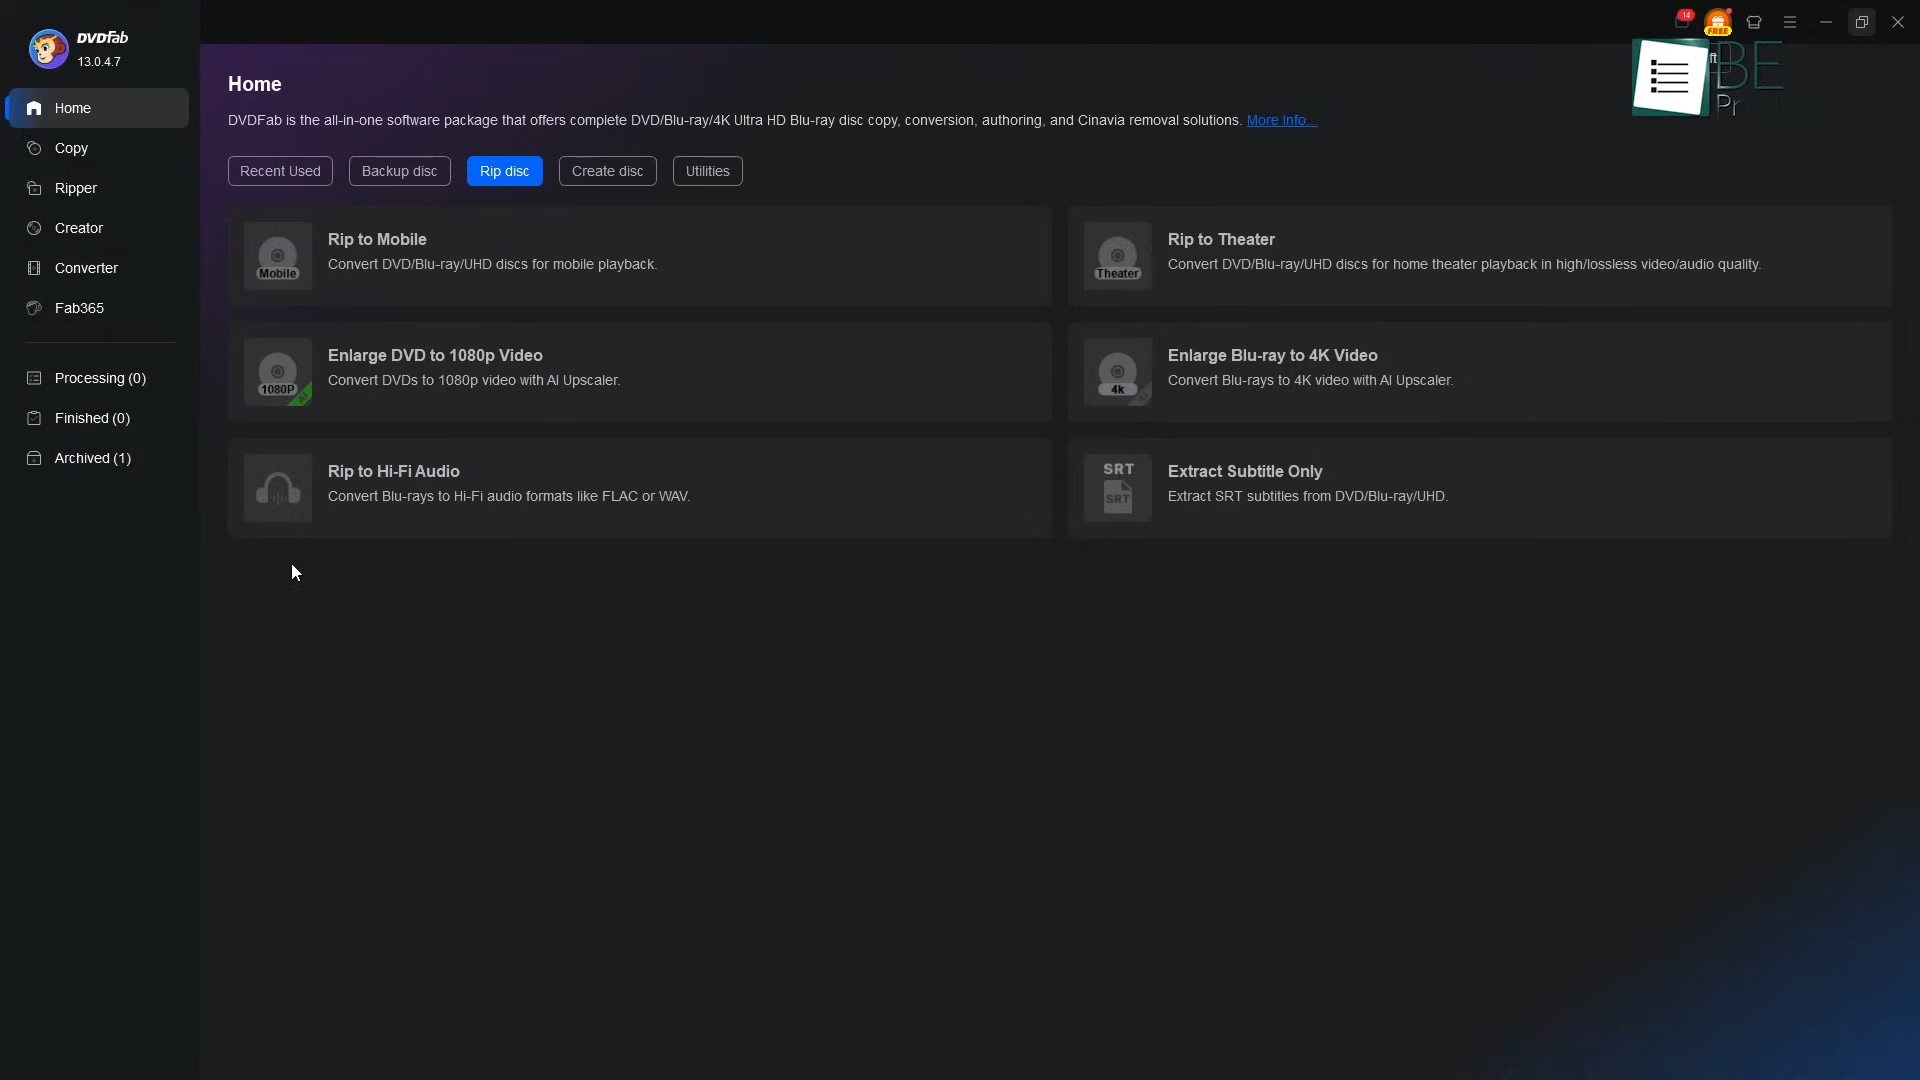 DVDFab
13.0.4.7
Home
Copy
Ripper
Creator
Converter
Fab365
Processing (0)
Finished (0)
Archived (1)
14
FREE
ft
BE
Pr
Home
DVDFab is the all-in-one software package that offers complete DVD/Blu-ray/4K Ultra HD Blu-ray disc copy, conversion, authoring, and Cinavia removal solutions. More Info...
Recent Used
Backup disc
Rip disc
Create disc
Utilities
Mobile
Rip to Mobile
Convert DVD/Blu-ray/UHD discs for mobile playback.
Theater
Rip to Theater
Convert DVD/Blu-ray/UHD discs for home theater playback in high/lossless video/audio quality.
1080P
AI
Enlarge DVD to 1080p Video
Convert DVDs to 1080p video with AI Upscaler.
4k
Enlarge Blu-ray to 4K Video
Convert Blu-rays to 4K video with AI Upscaler.
Rip to Hi-Fi Audio
Convert Blu-rays to Hi-Fi audio formats like FLAC or WAV.
SRT
SRT
Extract Subtitle Only
Extract SRT subtitles from DVD/Blu-ray/UHD.